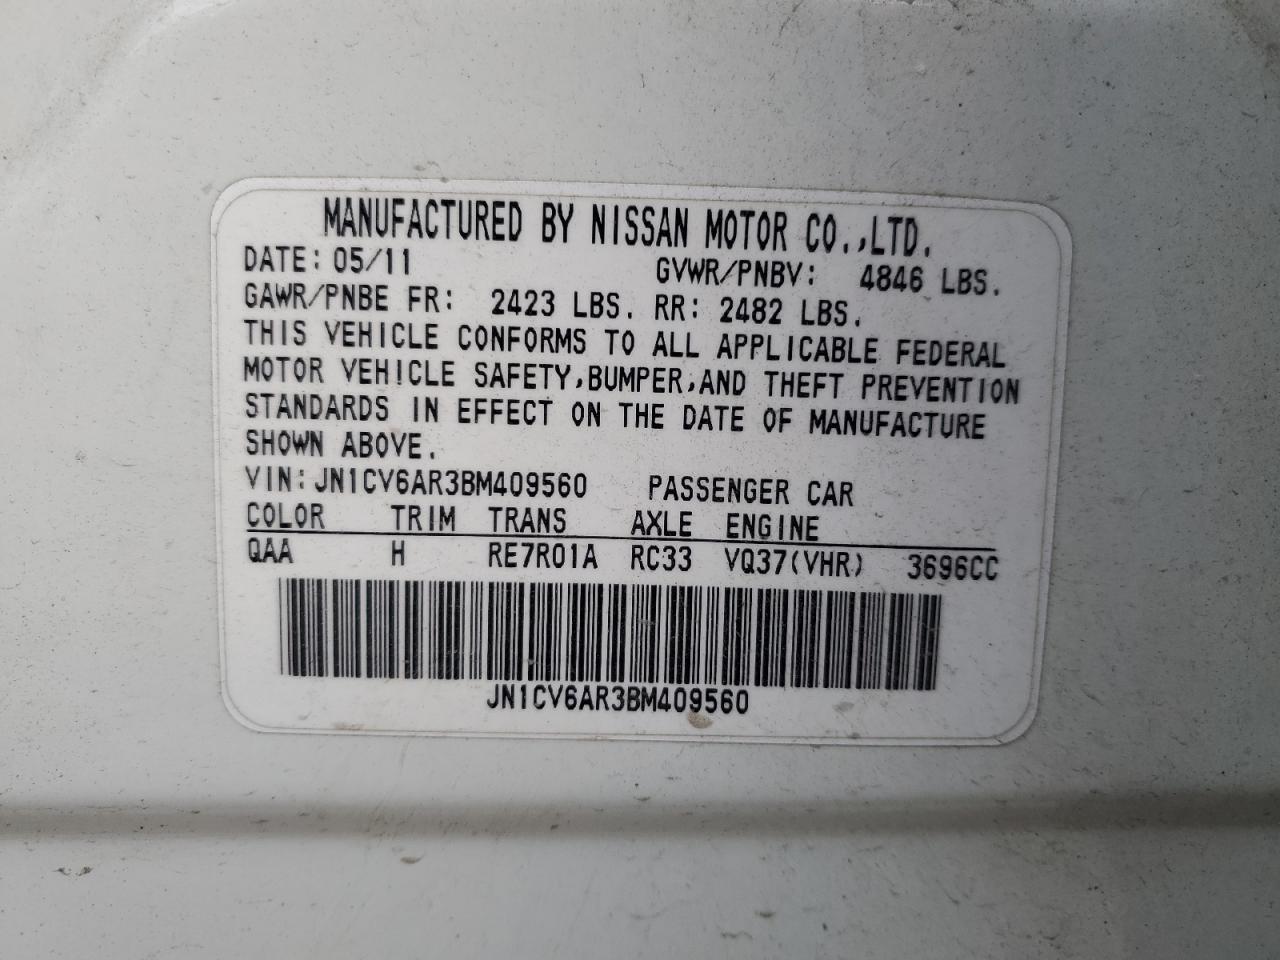 MANUFACTURED BY NISSAN MOTOR CO.,LTD.
DATE: 05/11 GVWR/PNBV: 4846 LBS.
GAWR/PNBE FR: 2423 LBS. RR: 2482 LBS.
THIS VEHICLE CONFORMS TO ALL APPLICABLE FEDERAL
MOTOR VEHICLE SAFETY,BUMPER,AND THEFT PREVENTION
STANDARDS IN EFFECT ON THE DATE OF MANUFACTURE
SHOWN ABOVE.
VIN:JN1CV6AR3BM409560 PASSENGER CAR
COLOR TRIM TRANS AXLE ENGINE
QAA H RE7R01A RC33 VQ37(VHR) 3696CC
JN1CV6AR3BM409560